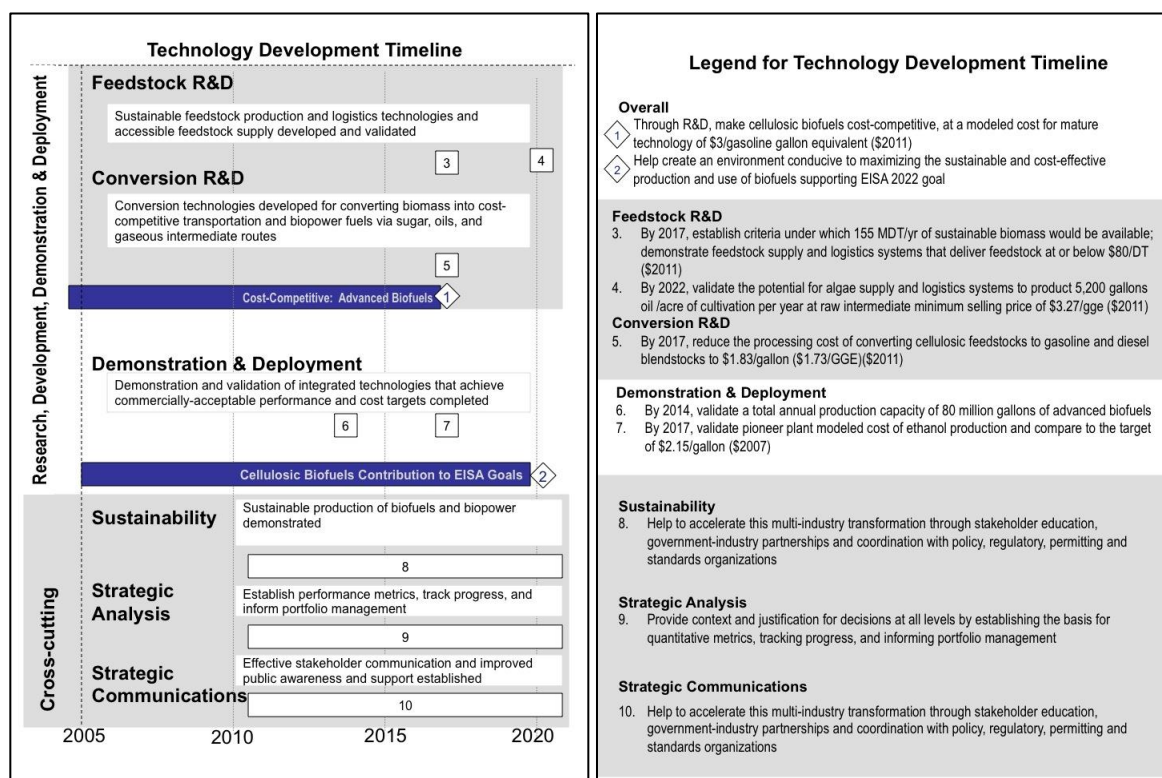 Technology Development Timeline
Research, Development, Demonstration & Deployment
Feedstock R&D
Sustainable feedstock production and logistics technologies and
accessible feedstock supply developed and validated
3
4
Conversion R&D
Conversion technologies developed for converting biomass into cost-
competitive transportation and biopower fuels via sugar, oils, and
gaseous intermediate routes
5
Cost-Competitive: Advanced Biofuels
1
Demonstration & Deployment
Demonstration and validation of integrated technologies that achieve
commercially-acceptable performance and cost targets completed
6
7
Cellulosic Biofuels Contribution to EISA Goals
2
Cross-cutting
Sustainability
Sustainable production of biofuels and biopower
demonstrated
8
Strategic
Analysis
Establish performance metrics, track progress, and
inform portfolio management
9
Strategic
Communications
Effective stakeholder communication and improved
public awareness and support established
10
2005
2010
2015
2020
Legend for Technology Development Timeline
Overall
1 Through R&D, make cellulosic biofuels cost-competitive, at a modeled cost for mature
technology of $3/gasoline gallon equivalent ($2011)
2 Help create an environment conducive to maximizing the sustainable and cost-effective
production and use of biofuels supporting EISA 2022 goal
Feedstock R&D
3. By 2017, establish criteria under which 155 MDT/yr of sustainable biomass would be available;
demonstrate feedstock supply and logistics systems that deliver feedstock at or below $80/DT
($2011)
4. By 2022, validate the potential for algae supply and logistics systems to product 5,200 gallons
oil /acre of cultivation per year at raw intermediate minimum selling price of $3.27/gge ($2011)
Conversion R&D
5. By 2017, reduce the processing cost of converting cellulosic feedstocks to gasoline and diesel
blendstocks to $1.83/gallon ($1.73/GGE)($2011)
Demonstration & Deployment
6. By 2014, validate a total annual production capacity of 80 million gallons of advanced biofuels
7. By 2017, validate pioneer plant modeled cost of ethanol production and compare to the target
of $2.15/gallon ($2007)
Sustainability
8. Help to accelerate this multi-industry transformation through stakeholder education,
government-industry partnerships and coordination with policy, regulatory, permitting and
standards organizations
Strategic Analysis
9. Provide context and justification for decisions at all levels by establishing the basis for
quantitative metrics, tracking progress, and informing portfolio management
Strategic Communications
10. Help to accelerate this multi-industry transformation through stakeholder education,
government-industry partnerships and coordination with policy, regulatory, permitting and
standards organizations